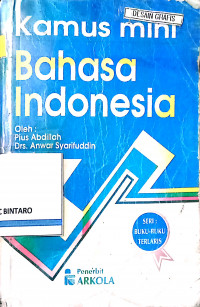 DESAIN GRAFIS
Kamus mini
Bahasa
Indonesia
Oleh :
Pius Abdillah
Drs. Anwar Syarifuddin
C BINTARO
SERI :
BUKU-BUKU
TERLARIS
Penerbit
ARKOLA